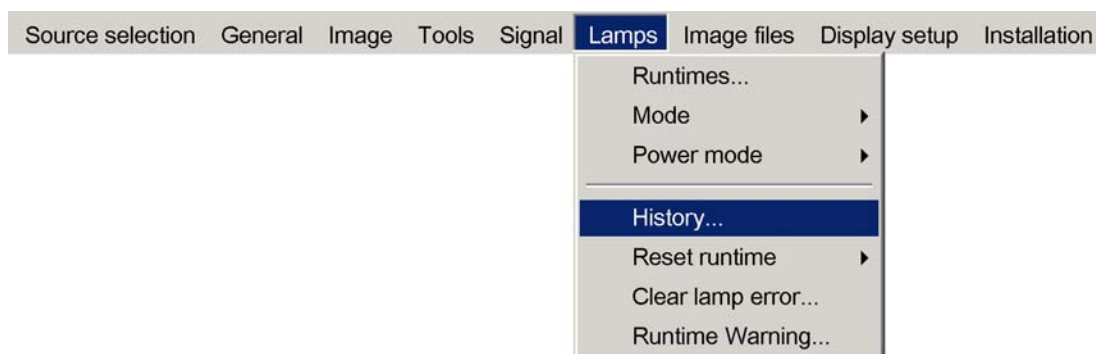 Source selection General Image Tools Signal Lamps Image files Display setup Installation
Runtimes...
Mode
Power mode
History...
Reset runtime
Clear lamp error...
Runtime Warning...